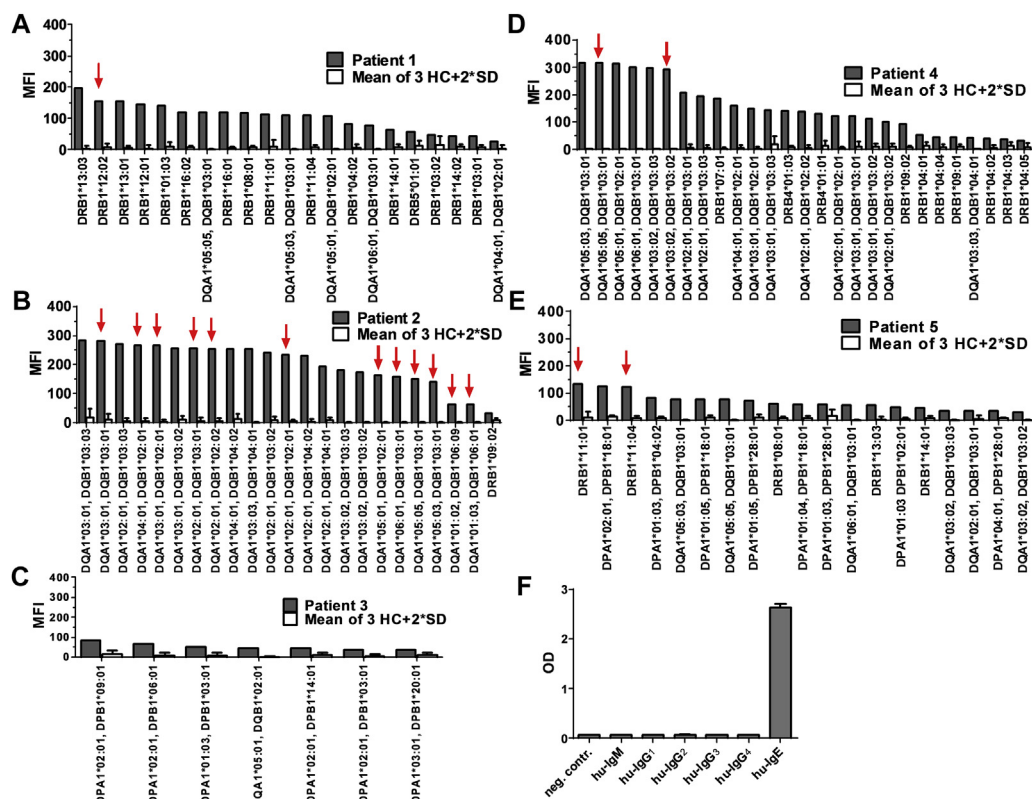 A
MFI
400
300
200
100
0
Patient 1
Mean of 3 HC+2*SD
DRB1*13:03
DRB1*12:02
DRB1*13:01
DRB1*12:01
DRB1*01:03
DRB1*16:02
DQA1*05:05, DQB1*03:01
DRB1*16:01
DRB1*08:01
DRB1*11:01
DQA1*05:03, DQB1*03:01
DRB1*11:04
DQA1*05:01, DQB1*02:01
DRB1*04:02
DQA1*06:01, DQB1*03:01
DRB1*14:01
DRB5*01:01
DRB1*03:02
DRB1*14:02
DRB1*03:01
DQA1*04:01, DQB1*02:01
D
MFI
400
300
200
100
0
Patient 4
Mean of 3 HC+2*SD
DQA1*05:03, DQB1*03:01
DQA1*05:05, DQB1*03:01
DQA1*05:01, DQB1*02:01
DQA1*06:01, DQB1*03:01
DQA1*03:02, DQB1*03:03
DQA1*03:02, DQB1*03:02
DQA1*02:01, DQB1*03:01
DQA1*02:01, DQB1*03:03
DRB1*07:01
DQA1*04:01, DQB1*02:01
DQA1*03:01, DQB1*02:01
DQA1*03:01, DQB1*03:03
DRB4*01:03
DQA1*02:01, DQB1*02:02
DRB4*01:01
DQA1*02:01, DQB1*02:01
DQA1*03:01, DQB1*03:01
DQA1*03:01, DQB1*03:02
DQA1*02:01, DQB1*03:02
DRB1*09:02
DRB1*04:01
DRB1*04:04
DRB1*09:01
DQA1*03:03, DQB1*04:01
DRB1*04:02
DRB1*04:03
DRB1*04:05
B
MFI
400
300
200
100
0
Patient 2
Mean of 3 HC+2*SD
DQA1*03:01, DQB1*03:03
DQA1*03:01, DQB1*03:01
DQA1*02:01, DQB1*03:03
DQA1*04:01, DQB1*02:01
DQA1*03:01, DQB1*02:01
DQA1*03:01, DQB1*03:02
DQA1*02:01, DQB1*03:01
DQA1*02:01, DQB1*02:02
DQA1*02:01, DQB1*04:02
DQA1*04:01, DQB1*04:02
DQA1*03:03, DQB1*04:01
DQA1*02:01, DQB1*03:02
DQA1*02:01, DQB1*02:01
DQA1*02:01, DQB1*04:02
DQA1*02:01, DQB1*04:01
DQA1*03:02, DQB1*03:03
DQA1*03:02, DQB1*03:02
DQA1*05:01, DQB1*02:01
DQA1*06:01, DQB1*03:01
DQA1*05:05, DQB1*03:01
DQA1*05:03, DQB1*03:01
DQA1*01:02, DQB1*06:09
DQA1*01:03, DQB1*06:01
DRB1*09:02
E
MFI
400
300
200
100
0
Patient 5
Mean of 3 HC+2*SD
DRB1*11:01
DPA1*02:01, DPB1*18:01
DRB1*11:04
DPA1*01:03, DPB1*04:02
DQA1*05:03, DQB1*03:01
DPA1*01:05, DPB1*18:01
DQA1*05:05, DQB1*03:01
DPA1*02:01, DPB1*28:01
DRB1*08:01
DPA1*01:04, DPB1*18:01
DPA1*01:03, DPB1*28:01
DQA1*06:01, DQB1*03:01
DRB1*13:03
DPA1*01:03 DPB1*02:01
DRB1*14:01
DQA1*03:02, DQB1*03:03
DQA1*02:01, DQB1*03:01
DPA1*04:01, DPB1*28:01
DQA1*03:01, DQB1*03:02
C
MFI
400
300
200
100
0
Patient 3
Mean of 3 HC+2*SD
DPA1*02:01, DPB1*09:01
DPA1*02:01, DPB1*06:01
DPA1*01:03, DPB1*03:01
DQA1*05:01, DQB1*02:01
DPA1*02:01, DPB1*14:01
DPA1*02:01, DPB1*03:01
DPA1*03:01, DPB1*20:01
F
OD
3
2
1
0
neg. contr.
hu-IgM
hu-IgG1
hu-IgG2
hu-IgG3
hu-IgG4
hu-IgE